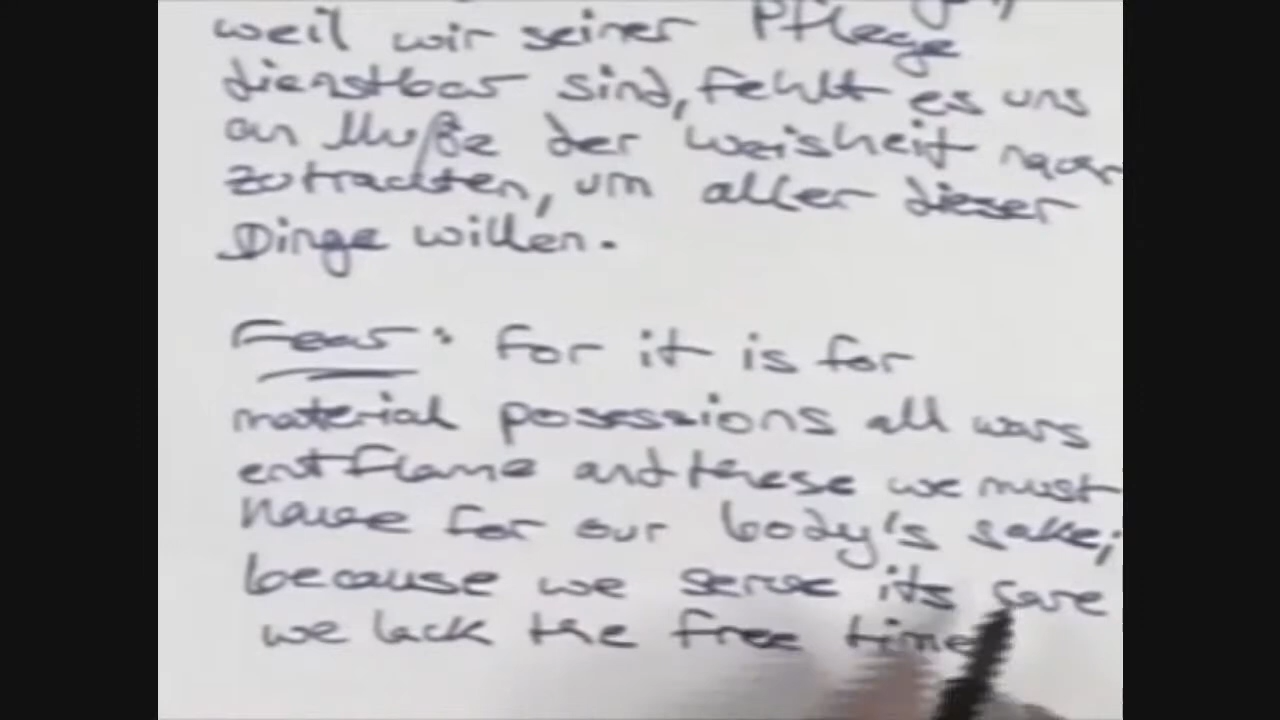 weil wir seiner Pflege
dienstbar sind, fehlt es uns
an Muße der Weisheit nach
zutrachten, um aller dieser
Dinge willen.
Fear: For it is for
material posessions all wars
entflame and these we must
have for our body's sake;
because we serve its care
we lack the free time